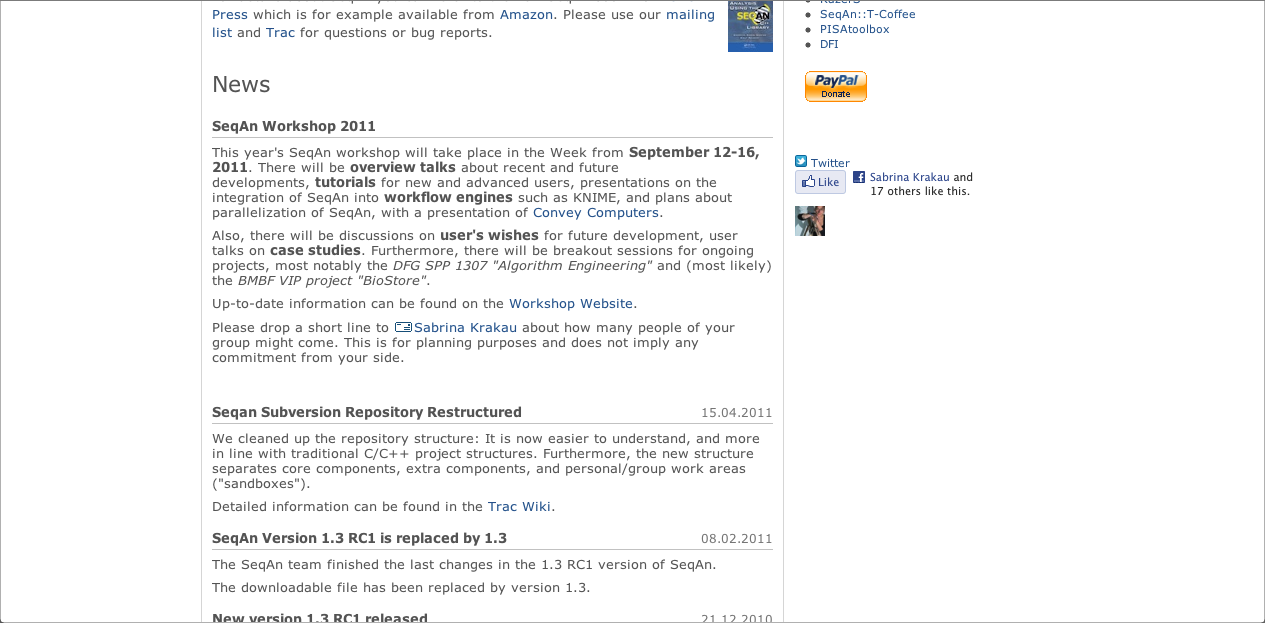 Press which is for example available from Amazon. Please use our mailing
list and Trac for questions or bug reports.
ANALYSIS
USING THE
SEQAN
LIBRARY
News
SeqAn Workshop 2011
This year's SeqAn workshop will take place in the Week from September 12-16,
2011. There will be overview talks about recent and future
developments, tutorials for new and advanced users, presentations on the
integration of SeqAn into workflow engines such as KNIME, and plans about
parallelization of SeqAn, with a presentation of Convey Computers.
Also, there will be discussions on user's wishes for future development, user
talks on case studies. Furthermore, there will be breakout sessions for ongoing
projects, most notably the DFG SPP 1307 "Algorithm Engineering" and (most likely)
the BMBF VIP project "BioStore".
Up-to-date information can be found on the Workshop Website.
Please drop a short line to Sabrina Krakau about how many people of your
group might come. This is for planning purposes and does not imply any
commitment from your side.
Seqan Subversion Repository Restructured 15.04.2011
We cleaned up the repository structure: It is now easier to understand, and more
in line with traditional C/C++ project structures. Furthermore, the new structure
separates core components, extra components, and personal/group work areas
("sandboxes").
Detailed information can be found in the Trac Wiki.
SeqAn Version 1.3 RC1 is replaced by 1.3 08.02.2011
The SeqAn team finished the last changes in the 1.3 RC1 version of SeqAn.
The downloadable file has been replaced by version 1.3.
New version 1.3 RC1 released 21.12.2010
SeqAn::T-Coffee
PISAtoolbox
DFI
PayPal
Donate
Twitter
Like
Sabrina Krakau and
17 others like this.